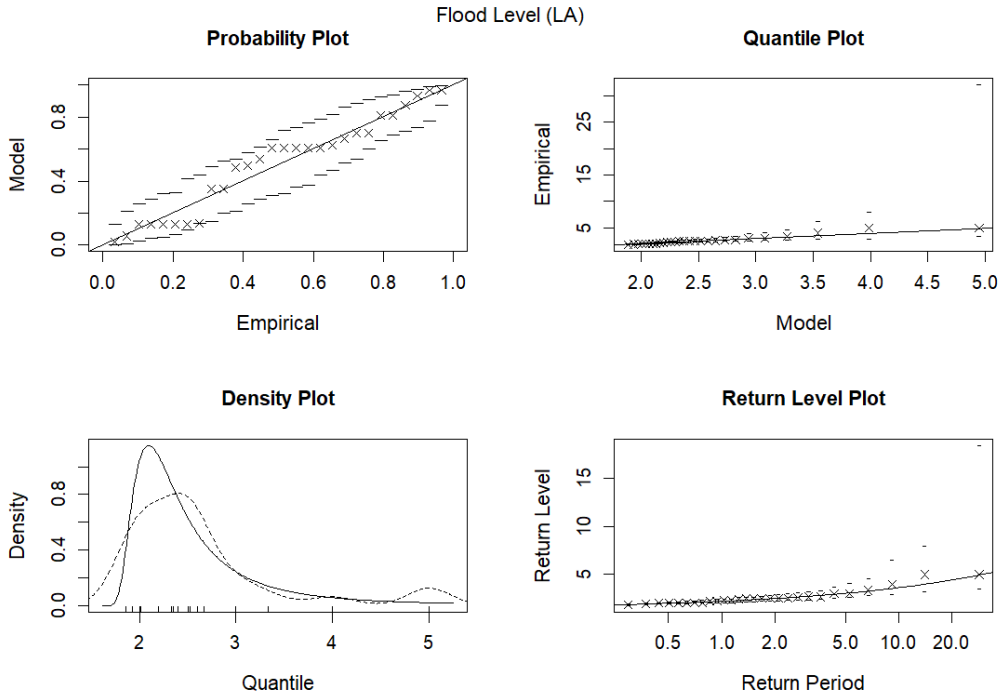 Flood Level (LA)
Probability Plot
Model
0.0 0.4 0.8
0.0 0.2 0.4 0.6 0.8 1.0
Empirical
Quantile Plot
Empirical
5 15 25
2.0 2.5 3.0 3.5 4.0 4.5 5.0
Model
Density Plot
Density
0.0 0.4 0.8
2 3 4 5
Quantile
Return Level Plot
Return Level
5 10 15
0.5 1.0 2.0 5.0 10.0 20.0
Return Period